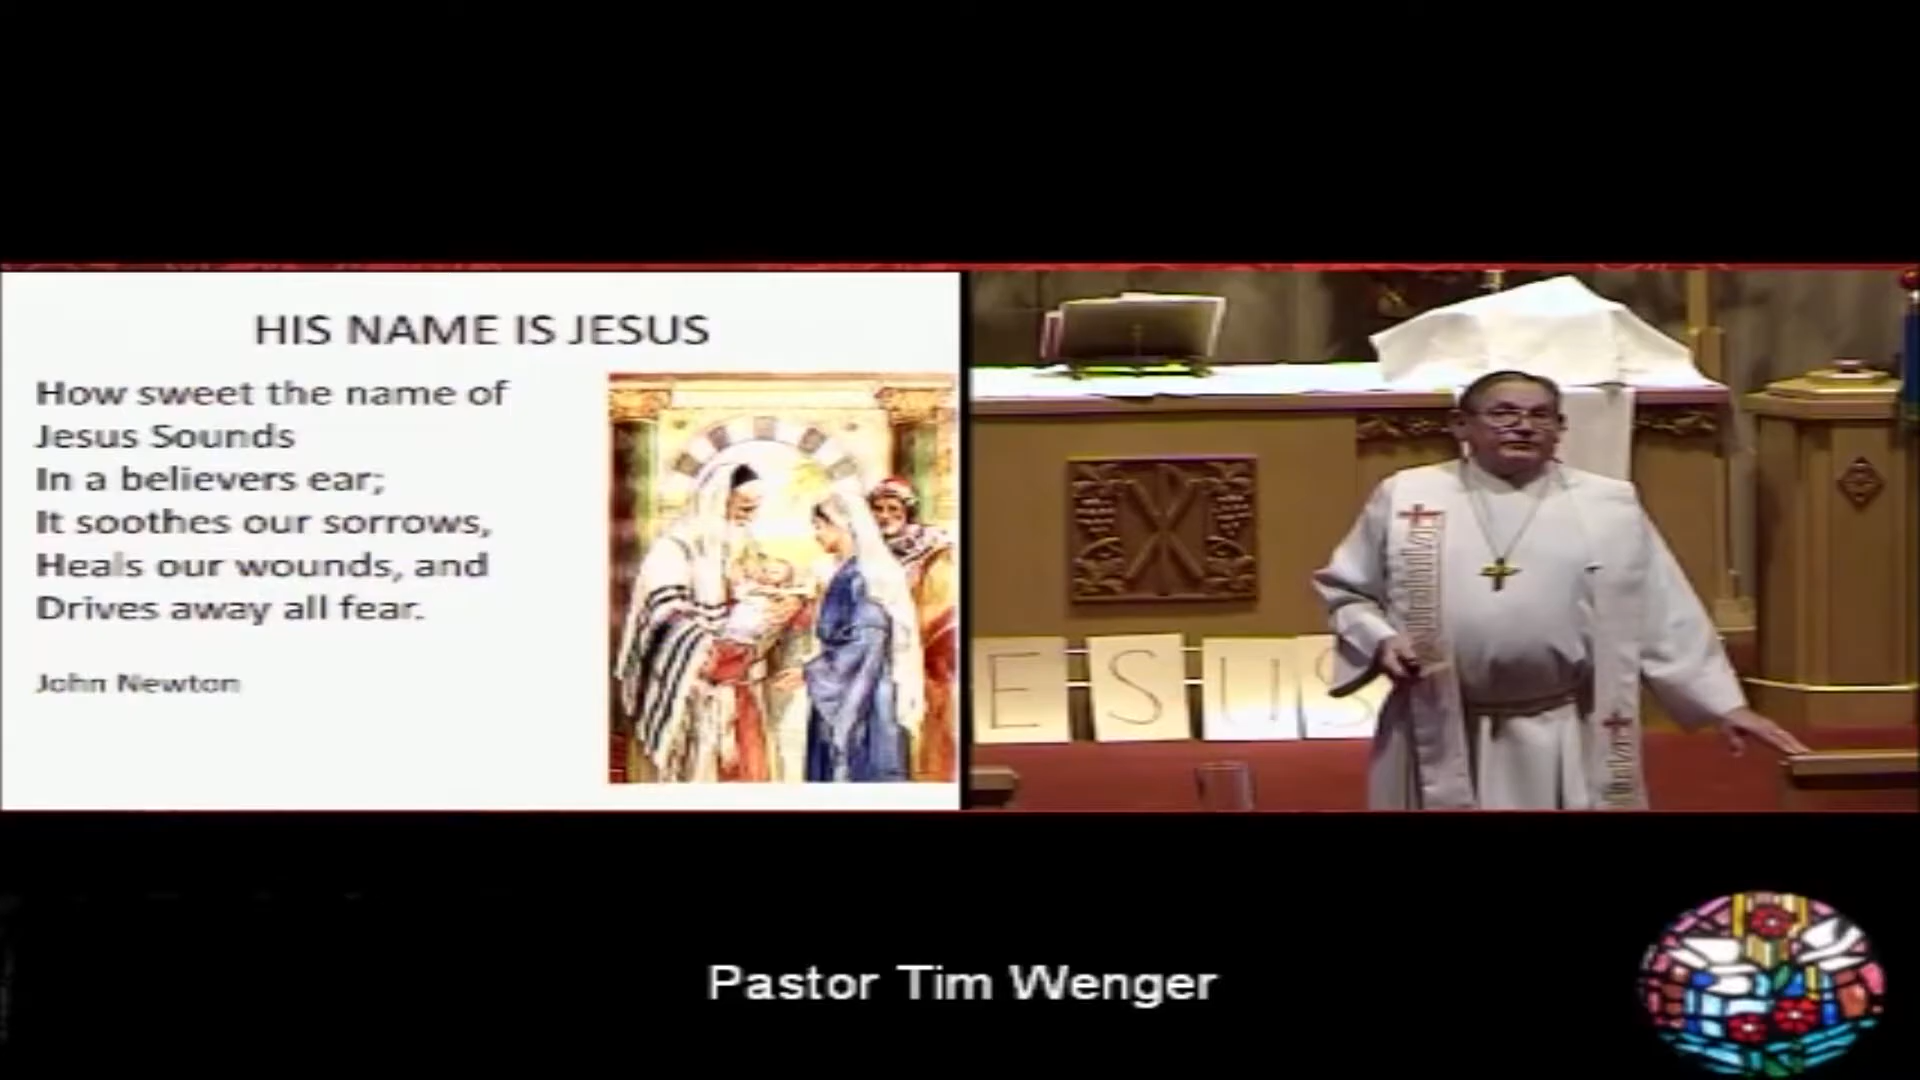 HIS NAME IS JESUS
How sweet the name of
Jesus Sounds
In a believers ear;
It soothes our sorrows,
Heals our wounds, and
Drives away all fear.
John Newton
E S U S
Pastor Tim Wenger